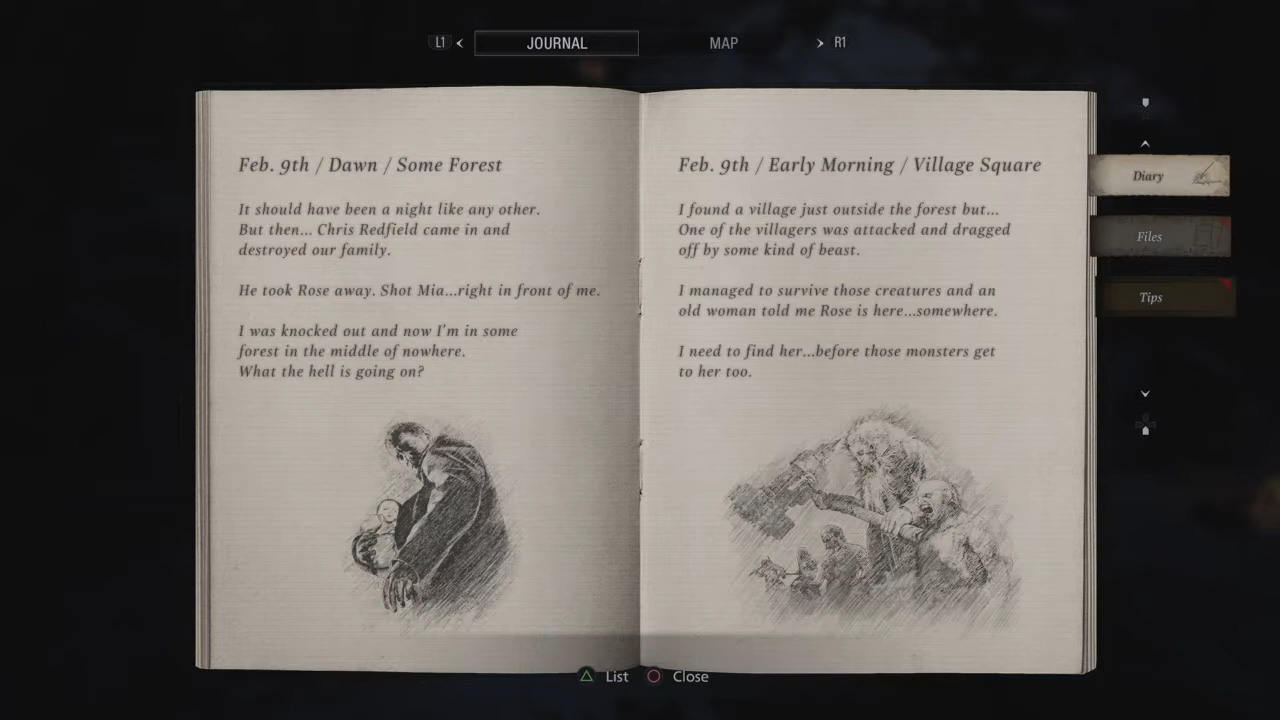 L1
JOURNAL
MAP
R1
Feb. 9th / Dawn / Some Forest
It should have been a night like any other.
But then... Chris Redfield came in and
destroyed our family.
He took Rose away. Shot Mia...right in front of me.
I was knocked out and now I'm in some
forest in the middle of nowhere.
What the hell is going on?
Feb. 9th / Early Morning / Village Square
I found a village just outside the forest but...
One of the villagers was attacked and dragged
off by some kind of beast.
I managed to survive those creatures and an
old woman told me Rose is here...somewhere.
I need to find her...before those monsters get
to her too.
Diary
Files
Tips
List
Close